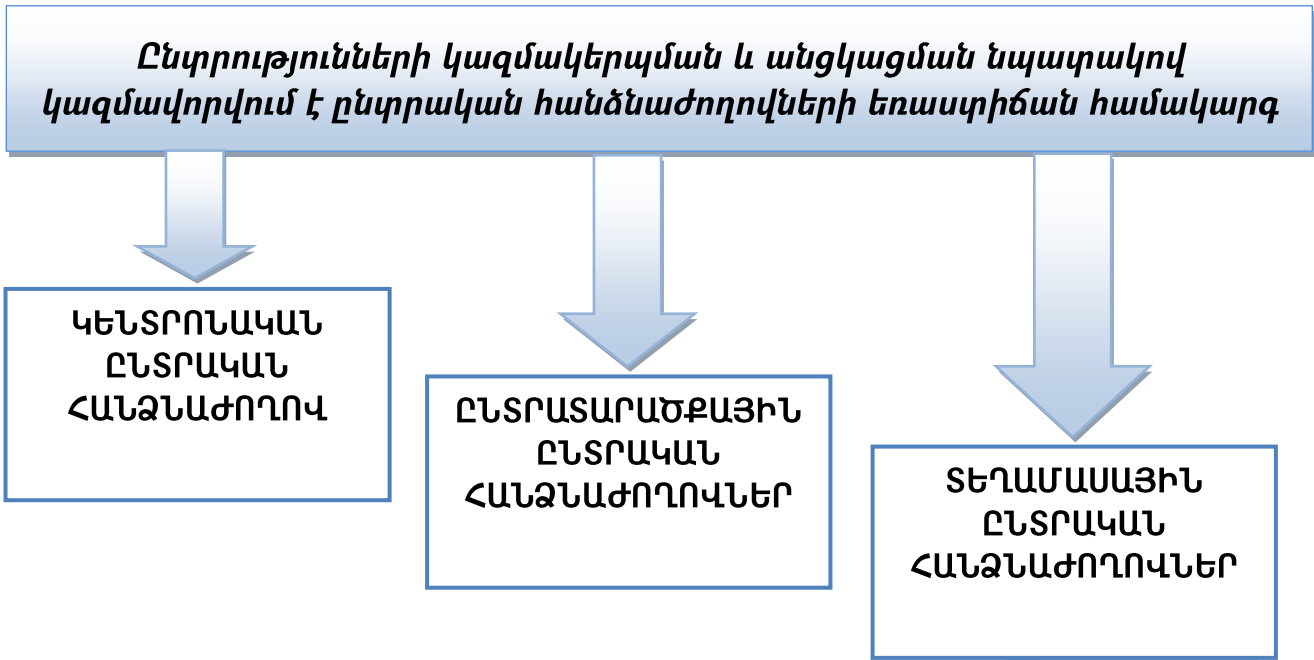 Ընտրությունների կազմակերպման և անցկացման նպատակով
կազմավորվում է ընտրական հանձնաժողովների եռաստիճան համակարգ
ԿԵՆՏՐՈՆԱԿԱՆ
ԸՆՏՐԱԿԱՆ
ՀԱՆՁՆԱԺՈՂՈՎ
ԸՆՏՐԱՏԱՐԱԾՔԱՅԻՆ
ԸՆՏՐԱԿԱՆ
ՀԱՆՁՆԱԺՈՂՈՎՆԵՐ
ՏԵՂԱՄԱՍԱՅԻՆ
ԸՆՏՐԱԿԱՆ
ՀԱՆՁՆԱԺՈՂՈՎՆԵՐ